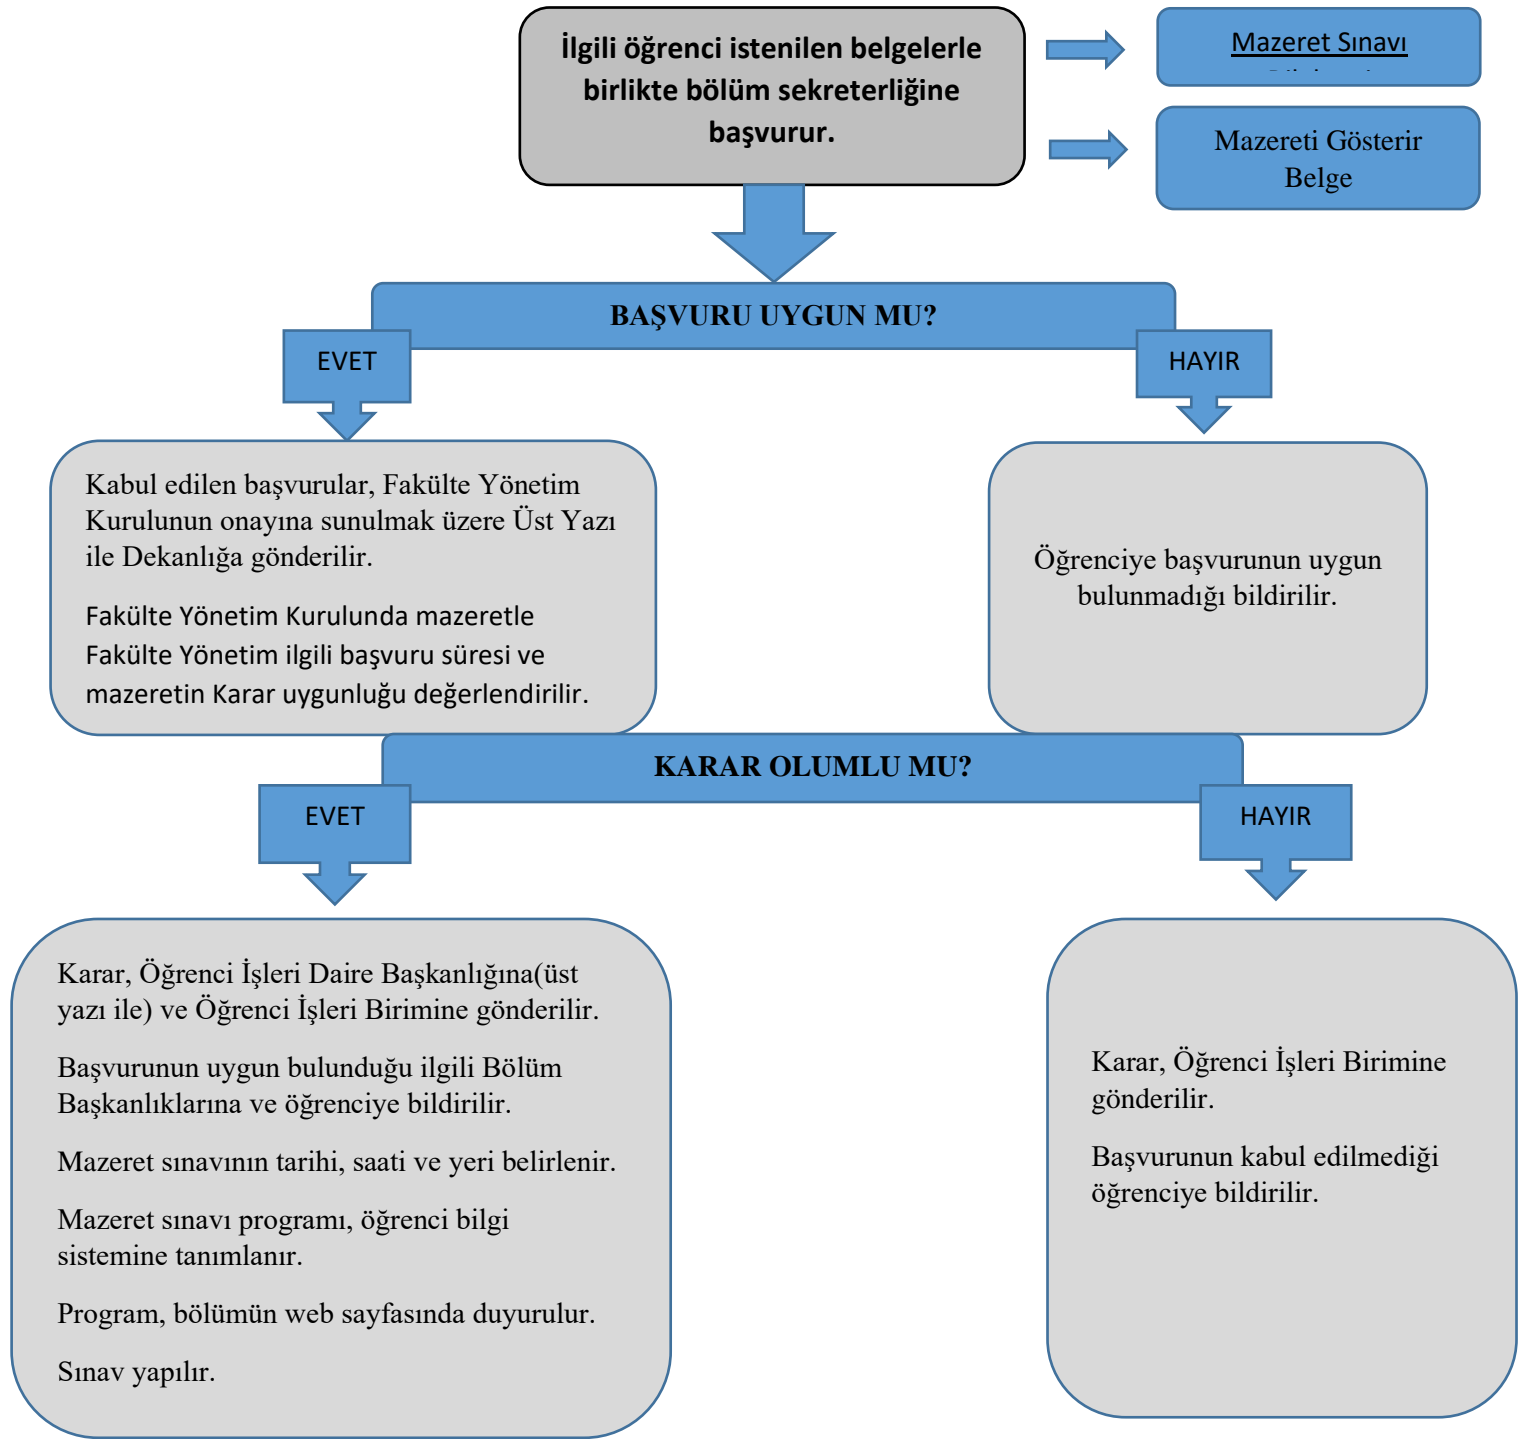 İlgili öğrenci istenilen belgelerle
birlikte bölüm sekreterliğine
başvurur.
Mazeret Sınavı
Mazereti Gösterir
Belge
BAŞVURU UYGUN MU?
EVET
HAYIR
Kabul edilen başvurular, Fakülte Yönetim
Kurulunun onayına sunulmak üzere Üst Yazı
ile Dekanlığa gönderilir.
Fakülte Yönetim Kurulunda mazeretle
Fakülte Yönetim ilgili başvuru süresi ve
mazeretin Karar uygunluğu değerlendirilir.
Öğrenciye başvurunun uygun
bulunmadığı bildirilir.
KARAR OLUMLU MU?
EVET
HAYIR
Karar, Öğrenci İşleri Daire Başkanlığına(üst
yazı ile) ve Öğrenci İşleri Birimine gönderilir.
Başvurunun uygun bulunduğu ilgili Bölüm
Başkanlıklarına ve öğrenciye bildirilir.
Mazeret sınavının tarihi, saati ve yeri belirlenir.
Mazeret sınavı programı, öğrenci bilgi
sistemine tanımlanır.
Program, bölümün web sayfasında duyurulur.
Sınav yapılır.
Karar, Öğrenci İşleri Birimine
gönderilir.
Başvurunun kabul edilmediği
öğrenciye bildirilir.